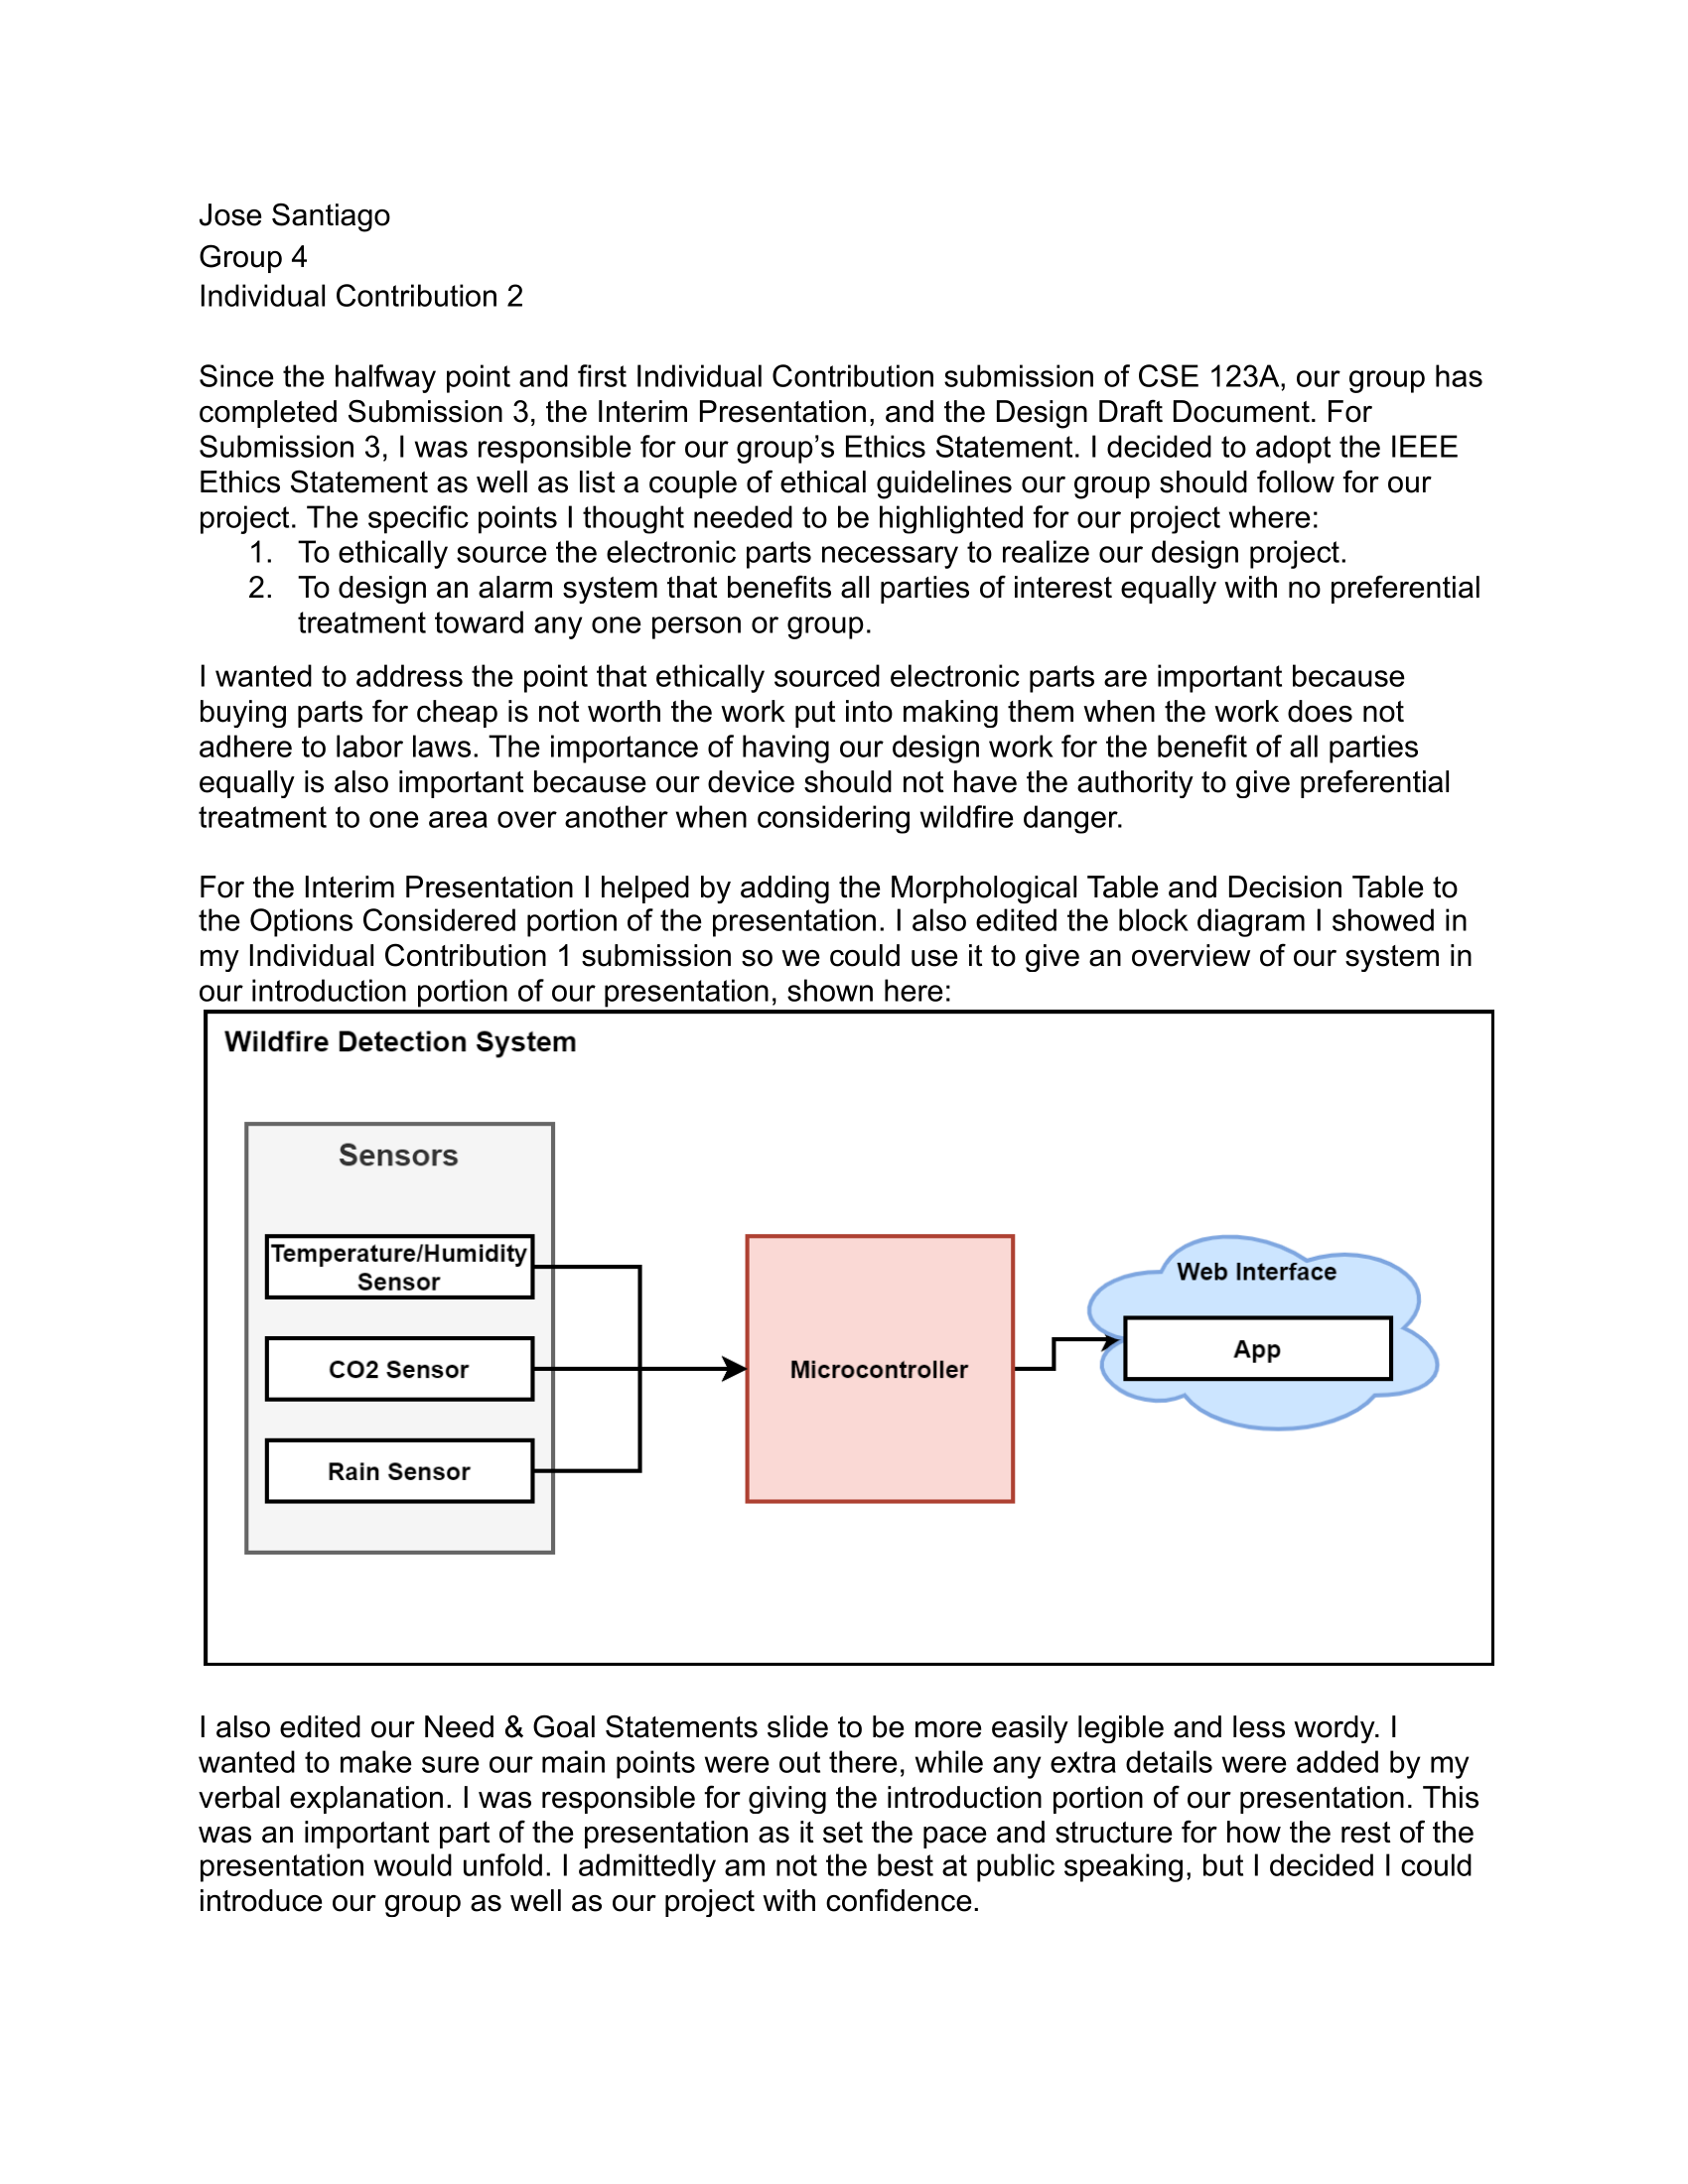 Jose Santiago
Group 4
Individual Contribution 2
Since the halfway point and first Individual Contribution submission of CSE 123A, our group has
completed Submission 3, the Interim Presentation, and the Design Draft Document. For
Submission 3, I was responsible for our group’s Ethics Statement. I decided to adopt the IEEE
Ethics Statement as well as list a couple of ethical guidelines our group should follow for our
project. The specific points I thought needed to be highlighted for our project where:
1. To ethically source the electronic parts necessary to realize our design project.
2. To design an alarm system that benefits all parties of interest equally with no preferential
treatment toward any one person or group.
I wanted to address the point that ethically sourced electronic parts are important because
buying parts for cheap is not worth the work put into making them when the work does not
adhere to labor laws. The importance of having our design work for the benefit of all parties
equally is also important because our device should not have the authority to give preferential
treatment to one area over another when considering wildfire danger.
For the Interim Presentation I helped by adding the Morphological Table and Decision Table to
the Options Considered portion of the presentation. I also edited the block diagram I showed in
my Individual Contribution 1 submission so we could use it to give an overview of our system in
our introduction portion of our presentation, shown here:
Wildfire Detection System
Sensors
Temperature/Humidity
Sensor
CO2 Sensor
Rain Sensor
Microcontroller
Web Interface
App
I also edited our Need & Goal Statements slide to be more easily legible and less wordy. I
wanted to make sure our main points were out there, while any extra details were added by my
verbal explanation. I was responsible for giving the introduction portion of our presentation. This
was an important part of the presentation as it set the pace and structure for how the rest of the
presentation would unfold. I admittedly am not the best at public speaking, but I decided I could
introduce our group as well as our project with confidence.